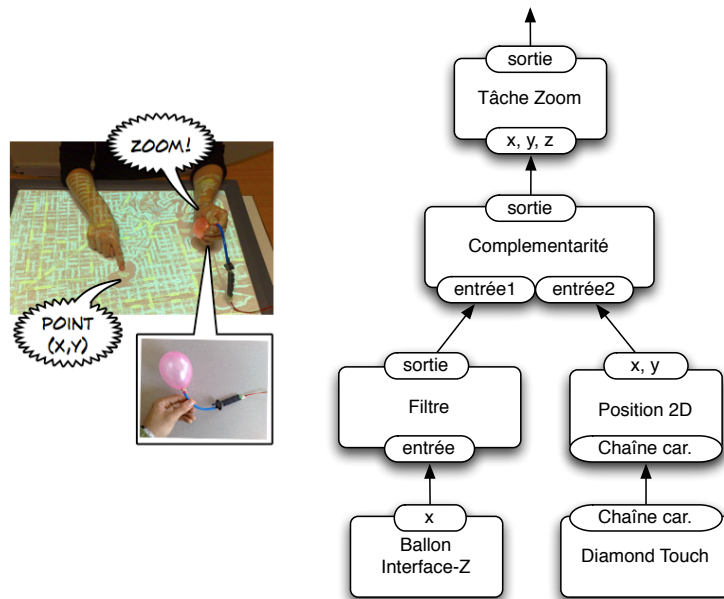 ZOOM!
POINT
(X,Y)
sortie
Tâche Zoom
x, y, z
sortie
Complementarité
entrée1
entrée2
sortie
Filtre
entrée
x
Ballon
Interface-Z
x, y
Position 2D
Chaîne car.
Chaîne car.
Diamond Touch